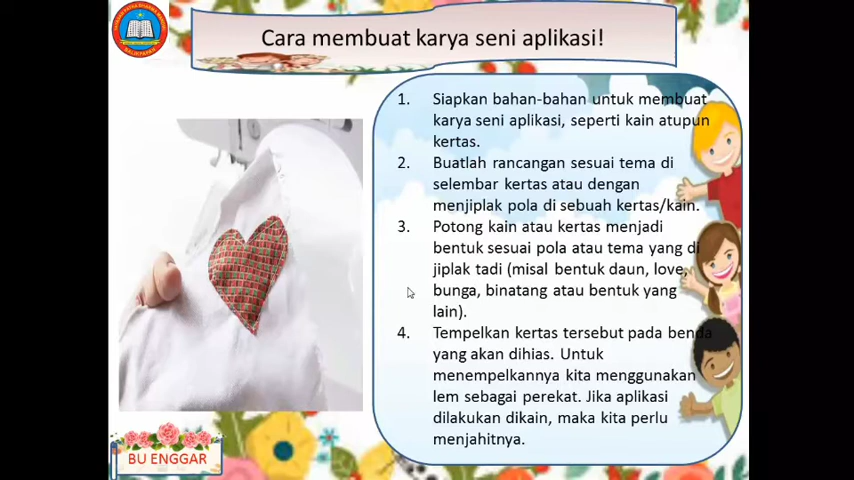 Cara membuat karya seni aplikasi!
1. Siapkan bahan-bahan untuk membuat
karya seni aplikasi, seperti kain atupun
kertas.
2. Buatlah rancangan sesuai tema di
selembar kertas atau dengan
menjiplak pola di sebuah kertas/kain.
3. Potong kain atau kertas menjadi
bentuk sesuai pola atau tema yang di
jiplak tadi (misal bentuk daun, love,
bunga, binatang atau bentuk yang
lain).
4. Tempelkan kertas tersebut pada benda
yang akan dihias. Untuk
menempelkannya kita menggunakan
lem sebagai perekat. Jika aplikasi
dilakukan dikain, maka kita perlu
menjahitnya.
BU ENGGAR